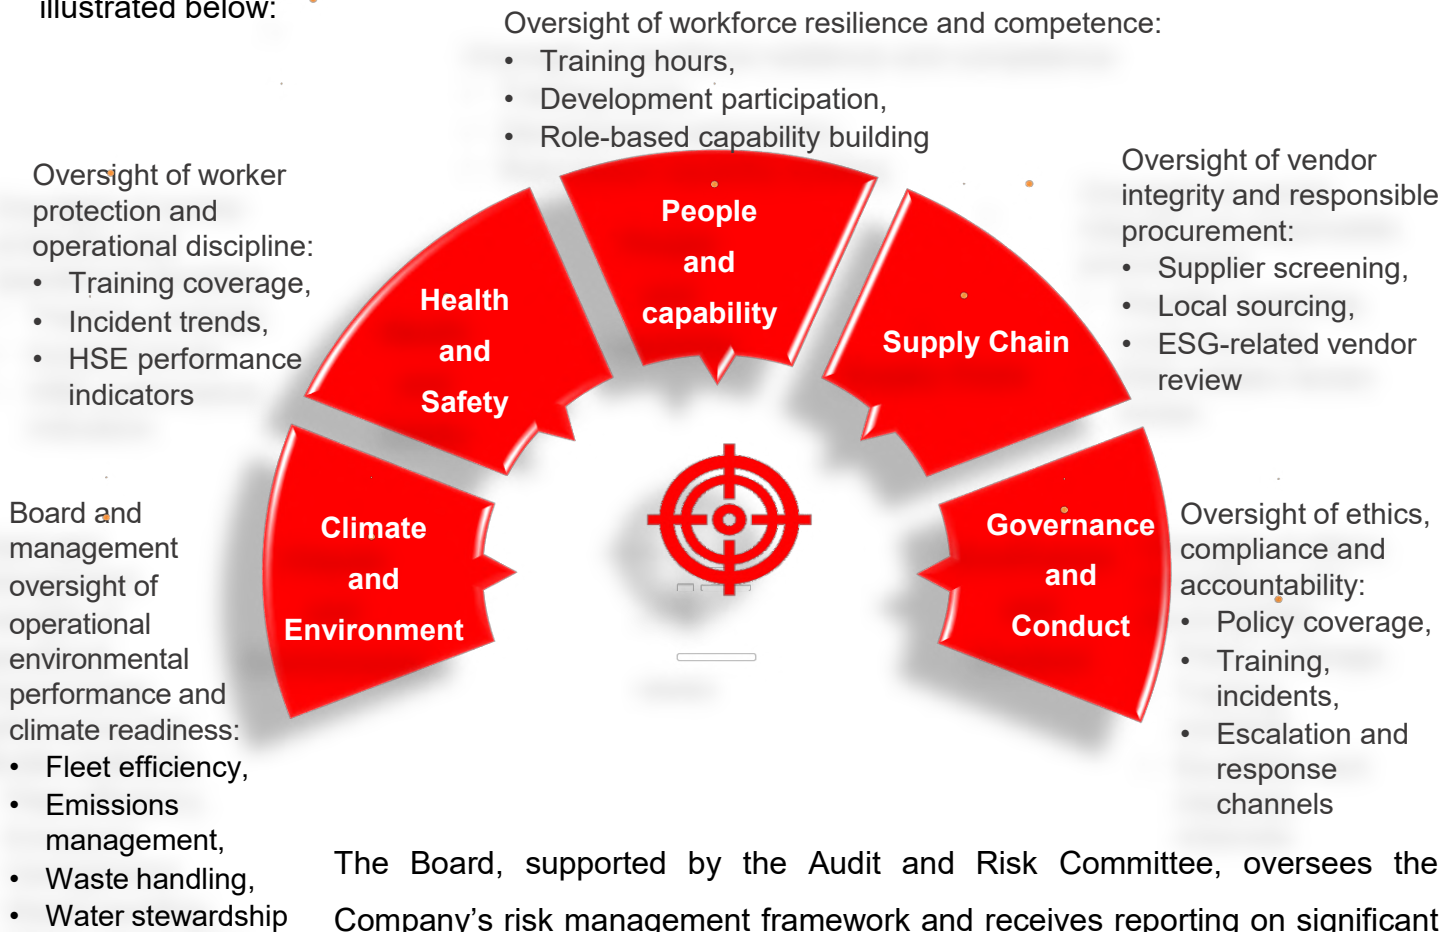 illustrated below:
Oversight of workforce resilience and competence:
• Training hours,
• Development participation,
• Role-based capability building
Oversight of worker
protection and
operational discipline:
• Training coverage,
• Incident trends,
• HSE performance
indicators
Oversight of vendor
integrity and responsible
procurement:
• Supplier screening,
• Local sourcing,
• ESG-related vendor
review
People
and
capability
Health
and
Safety
Supply Chain
Climate
and
Environment
Governance
and
Conduct
Board and
management
oversight of
operational
environmental
performance and
climate readiness:
• Fleet efficiency,
• Emissions
management,
• Waste handling,
• Water stewardship
Oversight of ethics,
compliance and
accountability:
• Policy coverage,
• Training,
incidents,
• Escalation and
response
channels
The Board, supported by the Audit and Risk Committee, oversees the
Company's risk management framework and receives reporting on significant